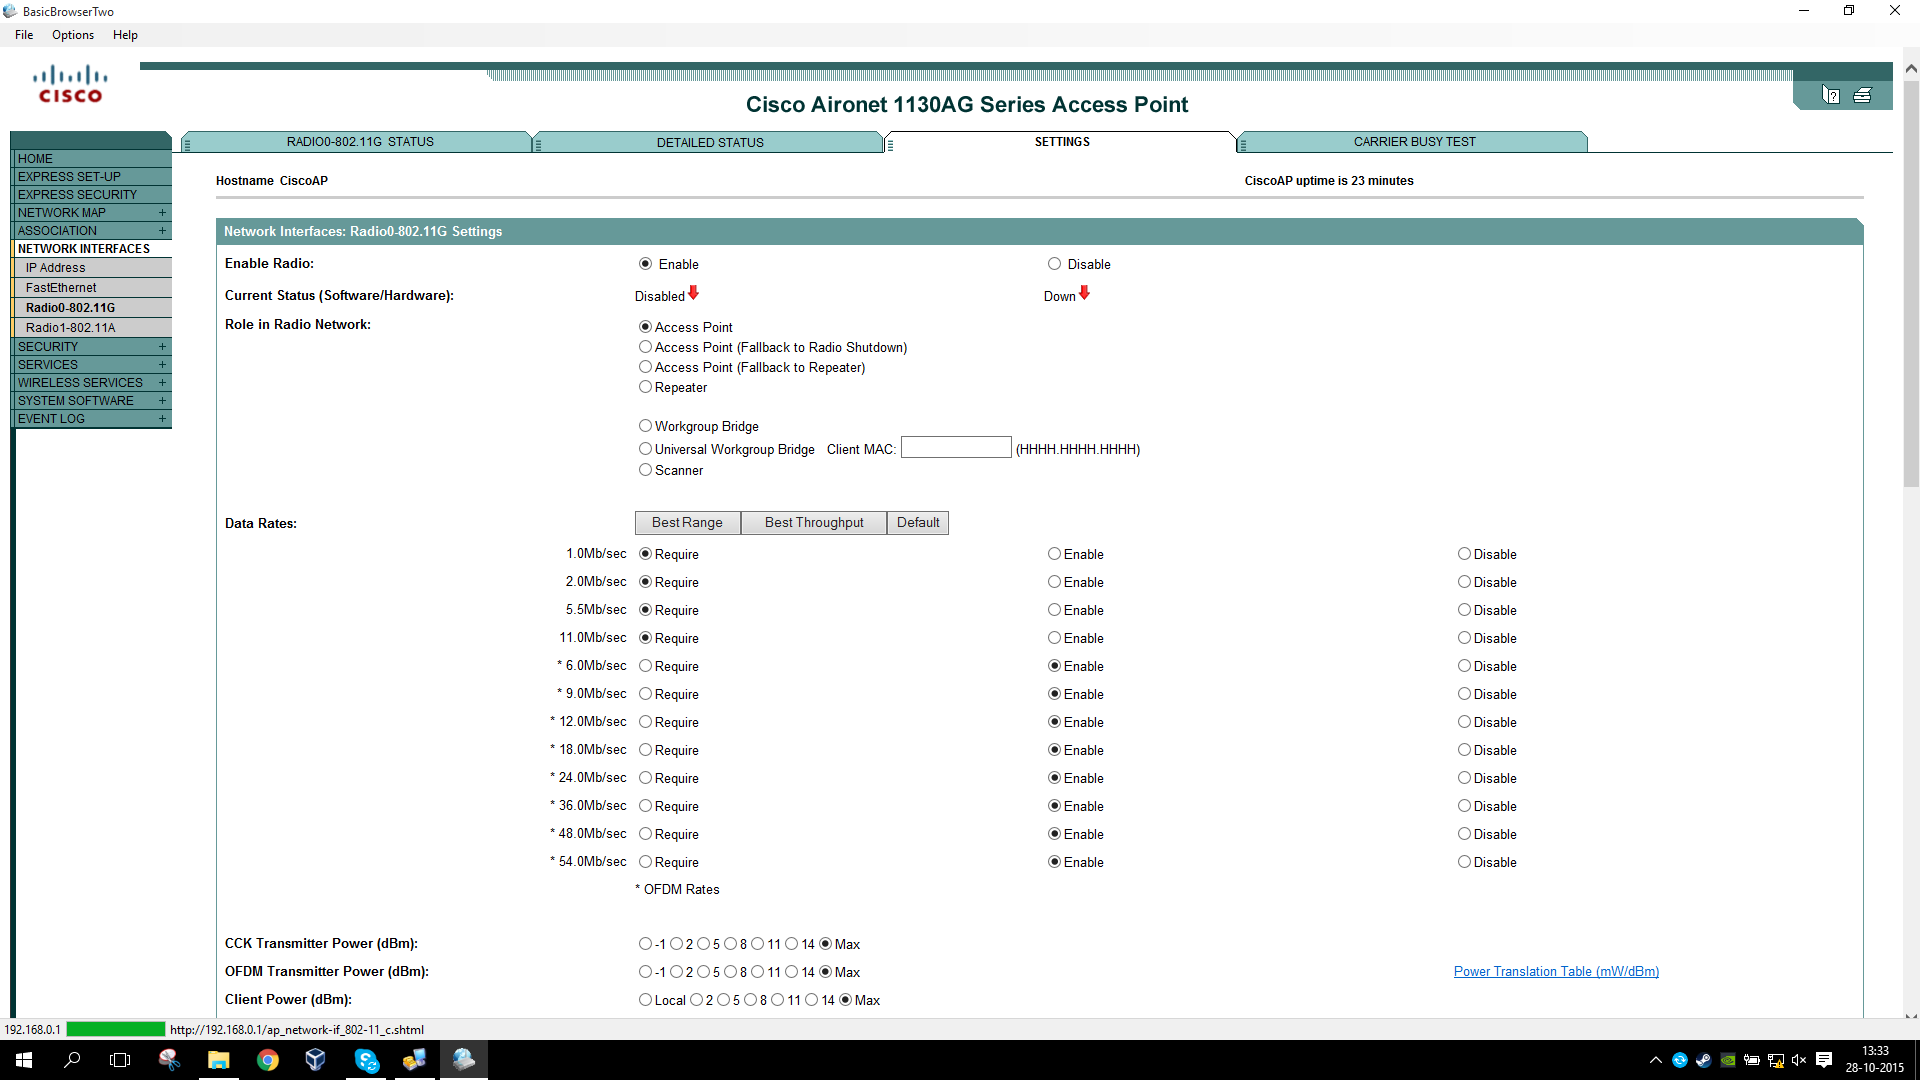 BasicBrowserTwo
File Options Help
CISCO
Cisco Aironet 1130AG Series Access Point
RADIO0-802.11G STATUS DETAILED STATUS SETTINGS CARRIER BUSY TEST
HOME
EXPRESS SET-UP
EXPRESS SECURITY
NETWORK MAP +
ASSOCIATION +
NETWORK INTERFACES
IP Address
FastEthernet
Radio0-802.11G
Radio1-802.11A
SECURITY +
SERVICES +
WIRELESS SERVICES +
SYSTEM SOFTWARE +
EVENT LOG +
Hostname CiscoAP CiscoAP uptime is 23 minutes
Network Interfaces: Radio0-802.11G Settings
Enable Radio: Enable Disable
Current Status (Software/Hardware): Disabled Down
Role in Radio Network: Access Point
Access Point (Fallback to Radio Shutdown)
Access Point (Fallback to Repeater)
Repeater
Workgroup Bridge
Universal Workgroup Bridge Client MAC: (HHHH.HHHH.HHHH)
Scanner
Data Rates: Best Range Best Throughput Default
1.0Mb/sec Require Enable Disable
2.0Mb/sec Require Enable Disable
5.5Mb/sec Require Enable Disable
11.0Mb/sec Require Enable Disable
* 6.0Mb/sec Require Enable Disable
* 9.0Mb/sec Require Enable Disable
* 12.0Mb/sec Require Enable Disable
* 18.0Mb/sec Require Enable Disable
* 24.0Mb/sec Require Enable Disable
* 36.0Mb/sec Require Enable Disable
* 48.0Mb/sec Require Enable Disable
* 54.0Mb/sec Require Enable Disable
* OFDM Rates
CCK Transmitter Power (dBm): -1 2 5 8 11 14 Max
OFDM Transmitter Power (dBm): -1 2 5 8 11 14 Max Power Translation Table (mW/dBm)
Client Power (dBm): Local 2 5 8 11 14 Max
192.168.0.1 http://192.168.0.1/ap_network-if_802-11_c.shtml
13:33
28-10-2015